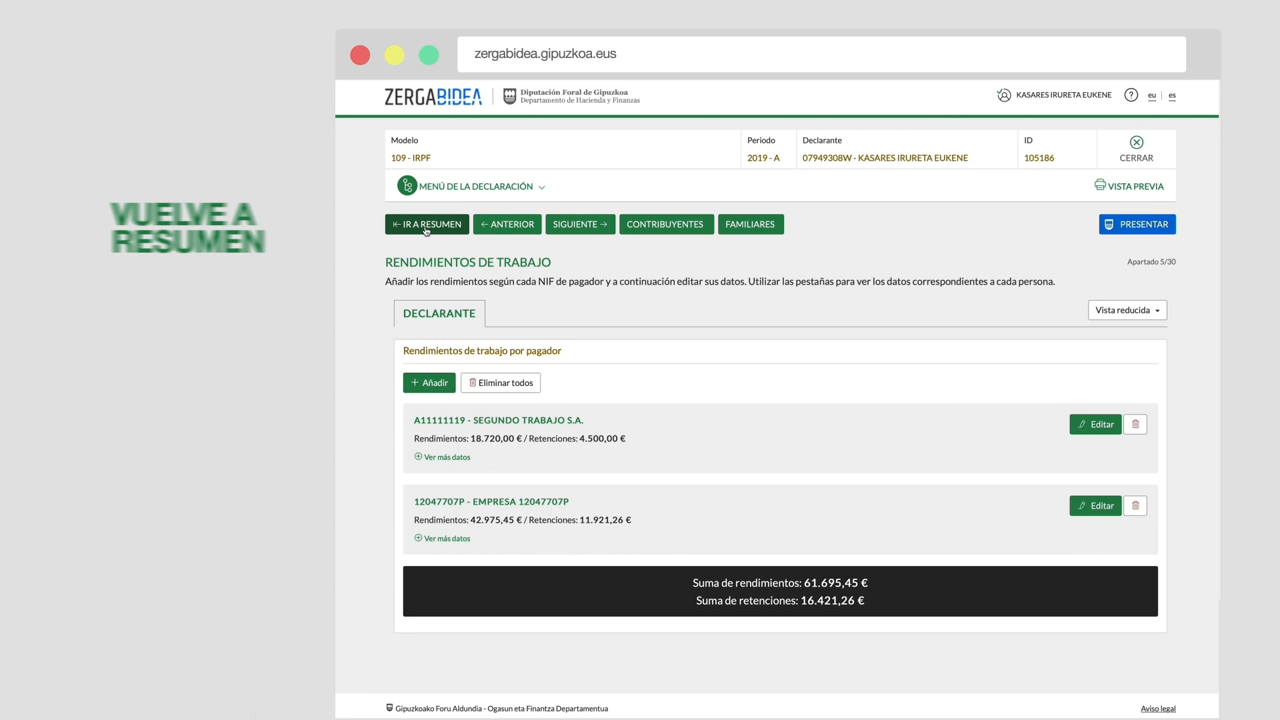 zergabidea.gipuzkoa.eus
ZERGABIDEA
Diputación Foral de Gipuzkoa
Departamento de Hacienda y Finanzas
KASARES IRURETA EUKENE
?
eu | es
Modelo
109 - IRPF
Periodo
2019 - A
Declarante
07949308W - KASARES IRURETA EUKENE
ID
105186
CERRAR
MENÚ DE LA DECLARACIÓN
VISTA PREVIA
VUELVE A
RESUMEN
IR A RESUMEN
ANTERIOR
SIGUIENTE
CONTRIBUYENTES
FAMILIARES
PRESENTAR
RENDIMIENTOS DE TRABAJO
Apartado 5/30
Añadir los rendimientos según cada NIF de pagador y a continuación editar sus datos. Utilizar las pestañas para ver los datos correspondientes a cada persona.
DECLARANTE
Vista reducida
Rendimientos de trabajo por pagador
+ Añadir
Eliminar todos
A11111119 - SEGUNDO TRABAJO S.A.
Rendimientos: 18.720,00 € / Retenciones: 4.500,00 €
Ver más datos
Editar
12047707P - EMPRESA 12047707P
Rendimientos: 42.975,45 € / Retenciones: 11.921,26 €
Ver más datos
Editar
Suma de rendimientos: 61.695,45 €
Suma de retenciones: 16.421,26 €
Gipuzkoako Foru Aldundia - Ogasun eta Finantza Departamentua
Aviso legal